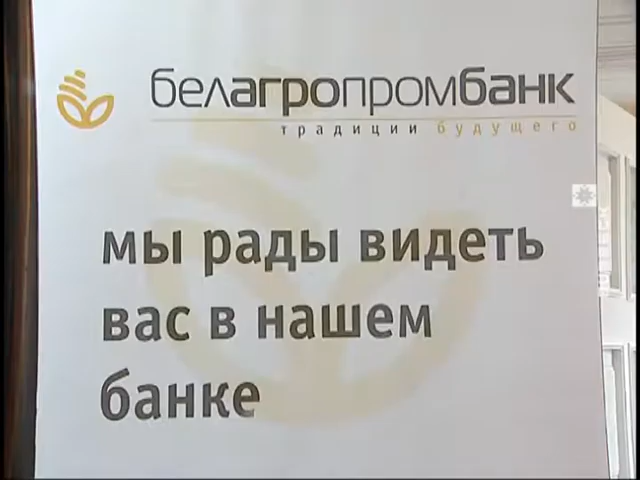 белагропромбанк
традиции будущего
мы рады видеть
вас в нашем
банке